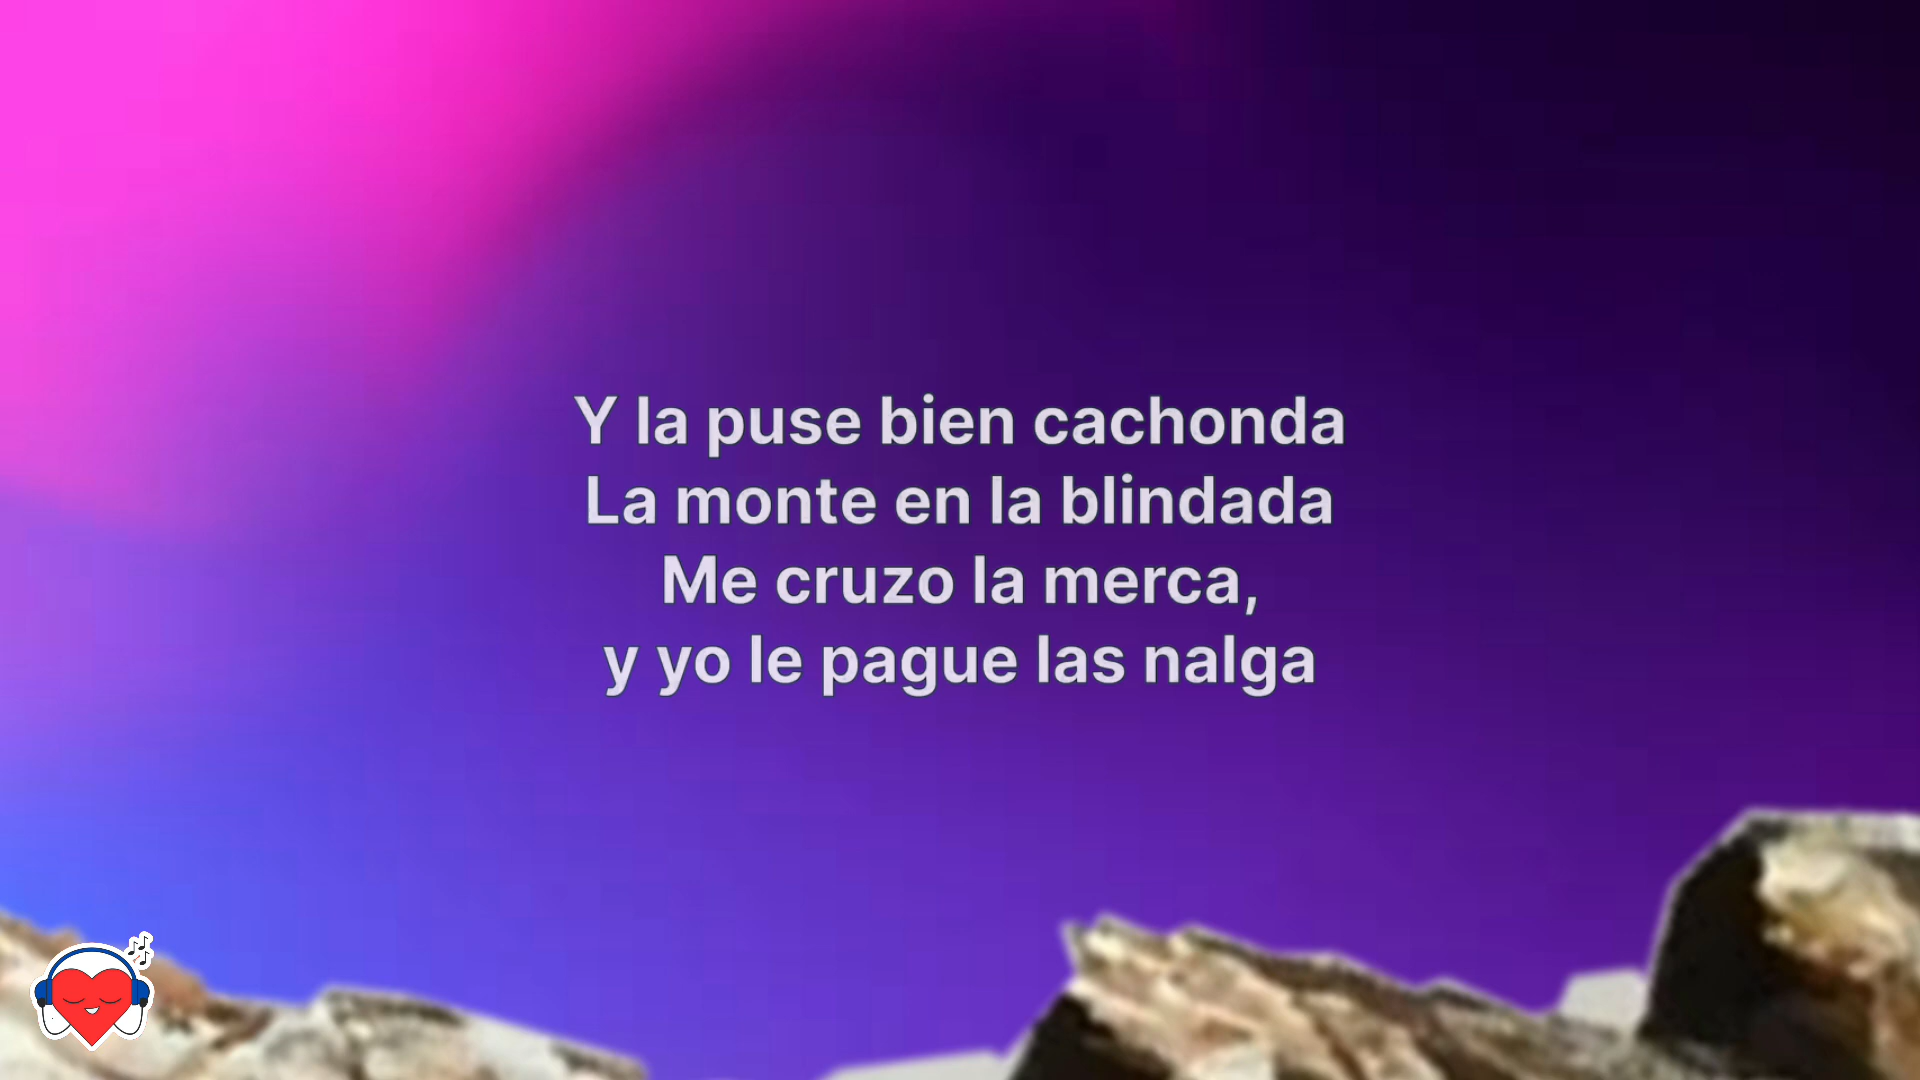 Y la puse bien cachonda
La monte en la blindada
Me cruzo la merca,
y yo le pague las nalga